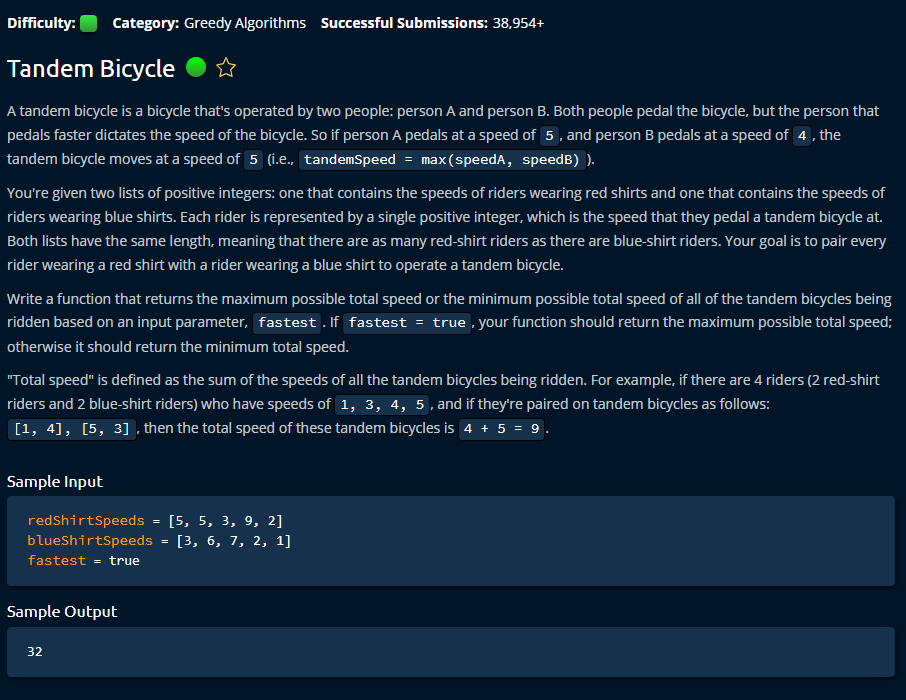 Difficulty: Category: Greedy Algorithms Successful Submissions: 38,954+
Tandem Bicycle
A tandem bicycle is a bicycle that's operated by two people: person A and person B. Both people pedal the bicycle, but the person that
pedals faster dictates the speed of the bicycle. So if person A pedals at a speed of 5, and person B pedals at a speed of 4, the
tandem bicycle moves at a speed of 5 (i.e., tandemSpeed = max(speedA, speedB)).
You're given two lists of positive integers: one that contains the speeds of riders wearing red shirts and one that contains the speeds of
riders wearing blue shirts. Each rider is represented by a single positive integer, which is the speed that they pedal a tandem bicycle at.
Both lists have the same length, meaning that there are as many red-shirt riders as there are blue-shirt riders. Your goal is to pair every
rider wearing a red shirt with a rider wearing a blue shirt to operate a tandem bicycle.
Write a function that returns the maximum possible total speed or the minimum possible total speed of all of the tandem bicycles being
ridden based on an input parameter, fastest. If fastest = true, your function should return the maximum possible total speed;
otherwise it should return the minimum total speed.
"Total speed" is defined as the sum of the speeds of all the tandem bicycles being ridden. For example, if there are 4 riders (2 red-shirt
riders and 2 blue-shirt riders) who have speeds of 1, 3, 4, 5, and if they're paired on tandem bicycles as follows:
[1, 4], [5, 3], then the total speed of these tandem bicycles is 4 + 5 = 9.
Sample Input
redShirtSpeeds = [5, 5, 3, 9, 2]
blueShirtSpeeds = [3, 6, 7, 2, 1]
fastest = true
Sample Output
32